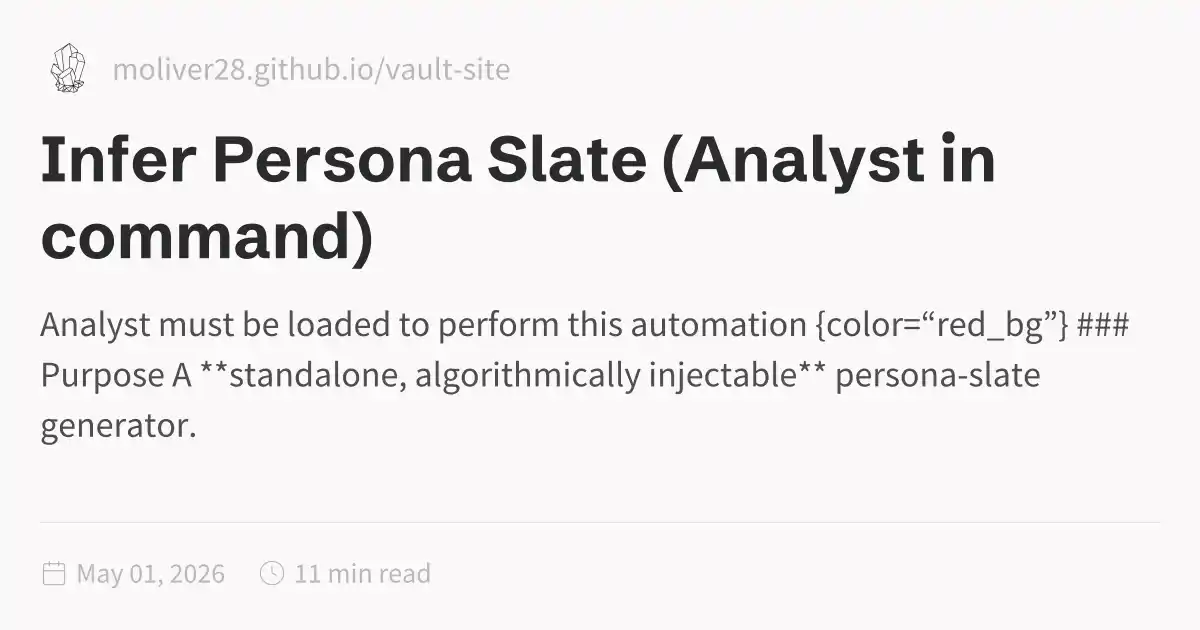 moliver28.github.io/vault-site
Infer Persona Slate (Analyst in
command)
Analyst must be loaded to perform this automation {color=“red_bg”} ###
Purpose A **standalone, algorithmically injectable** persona-slate
generator.
May 01, 2026 11 min read